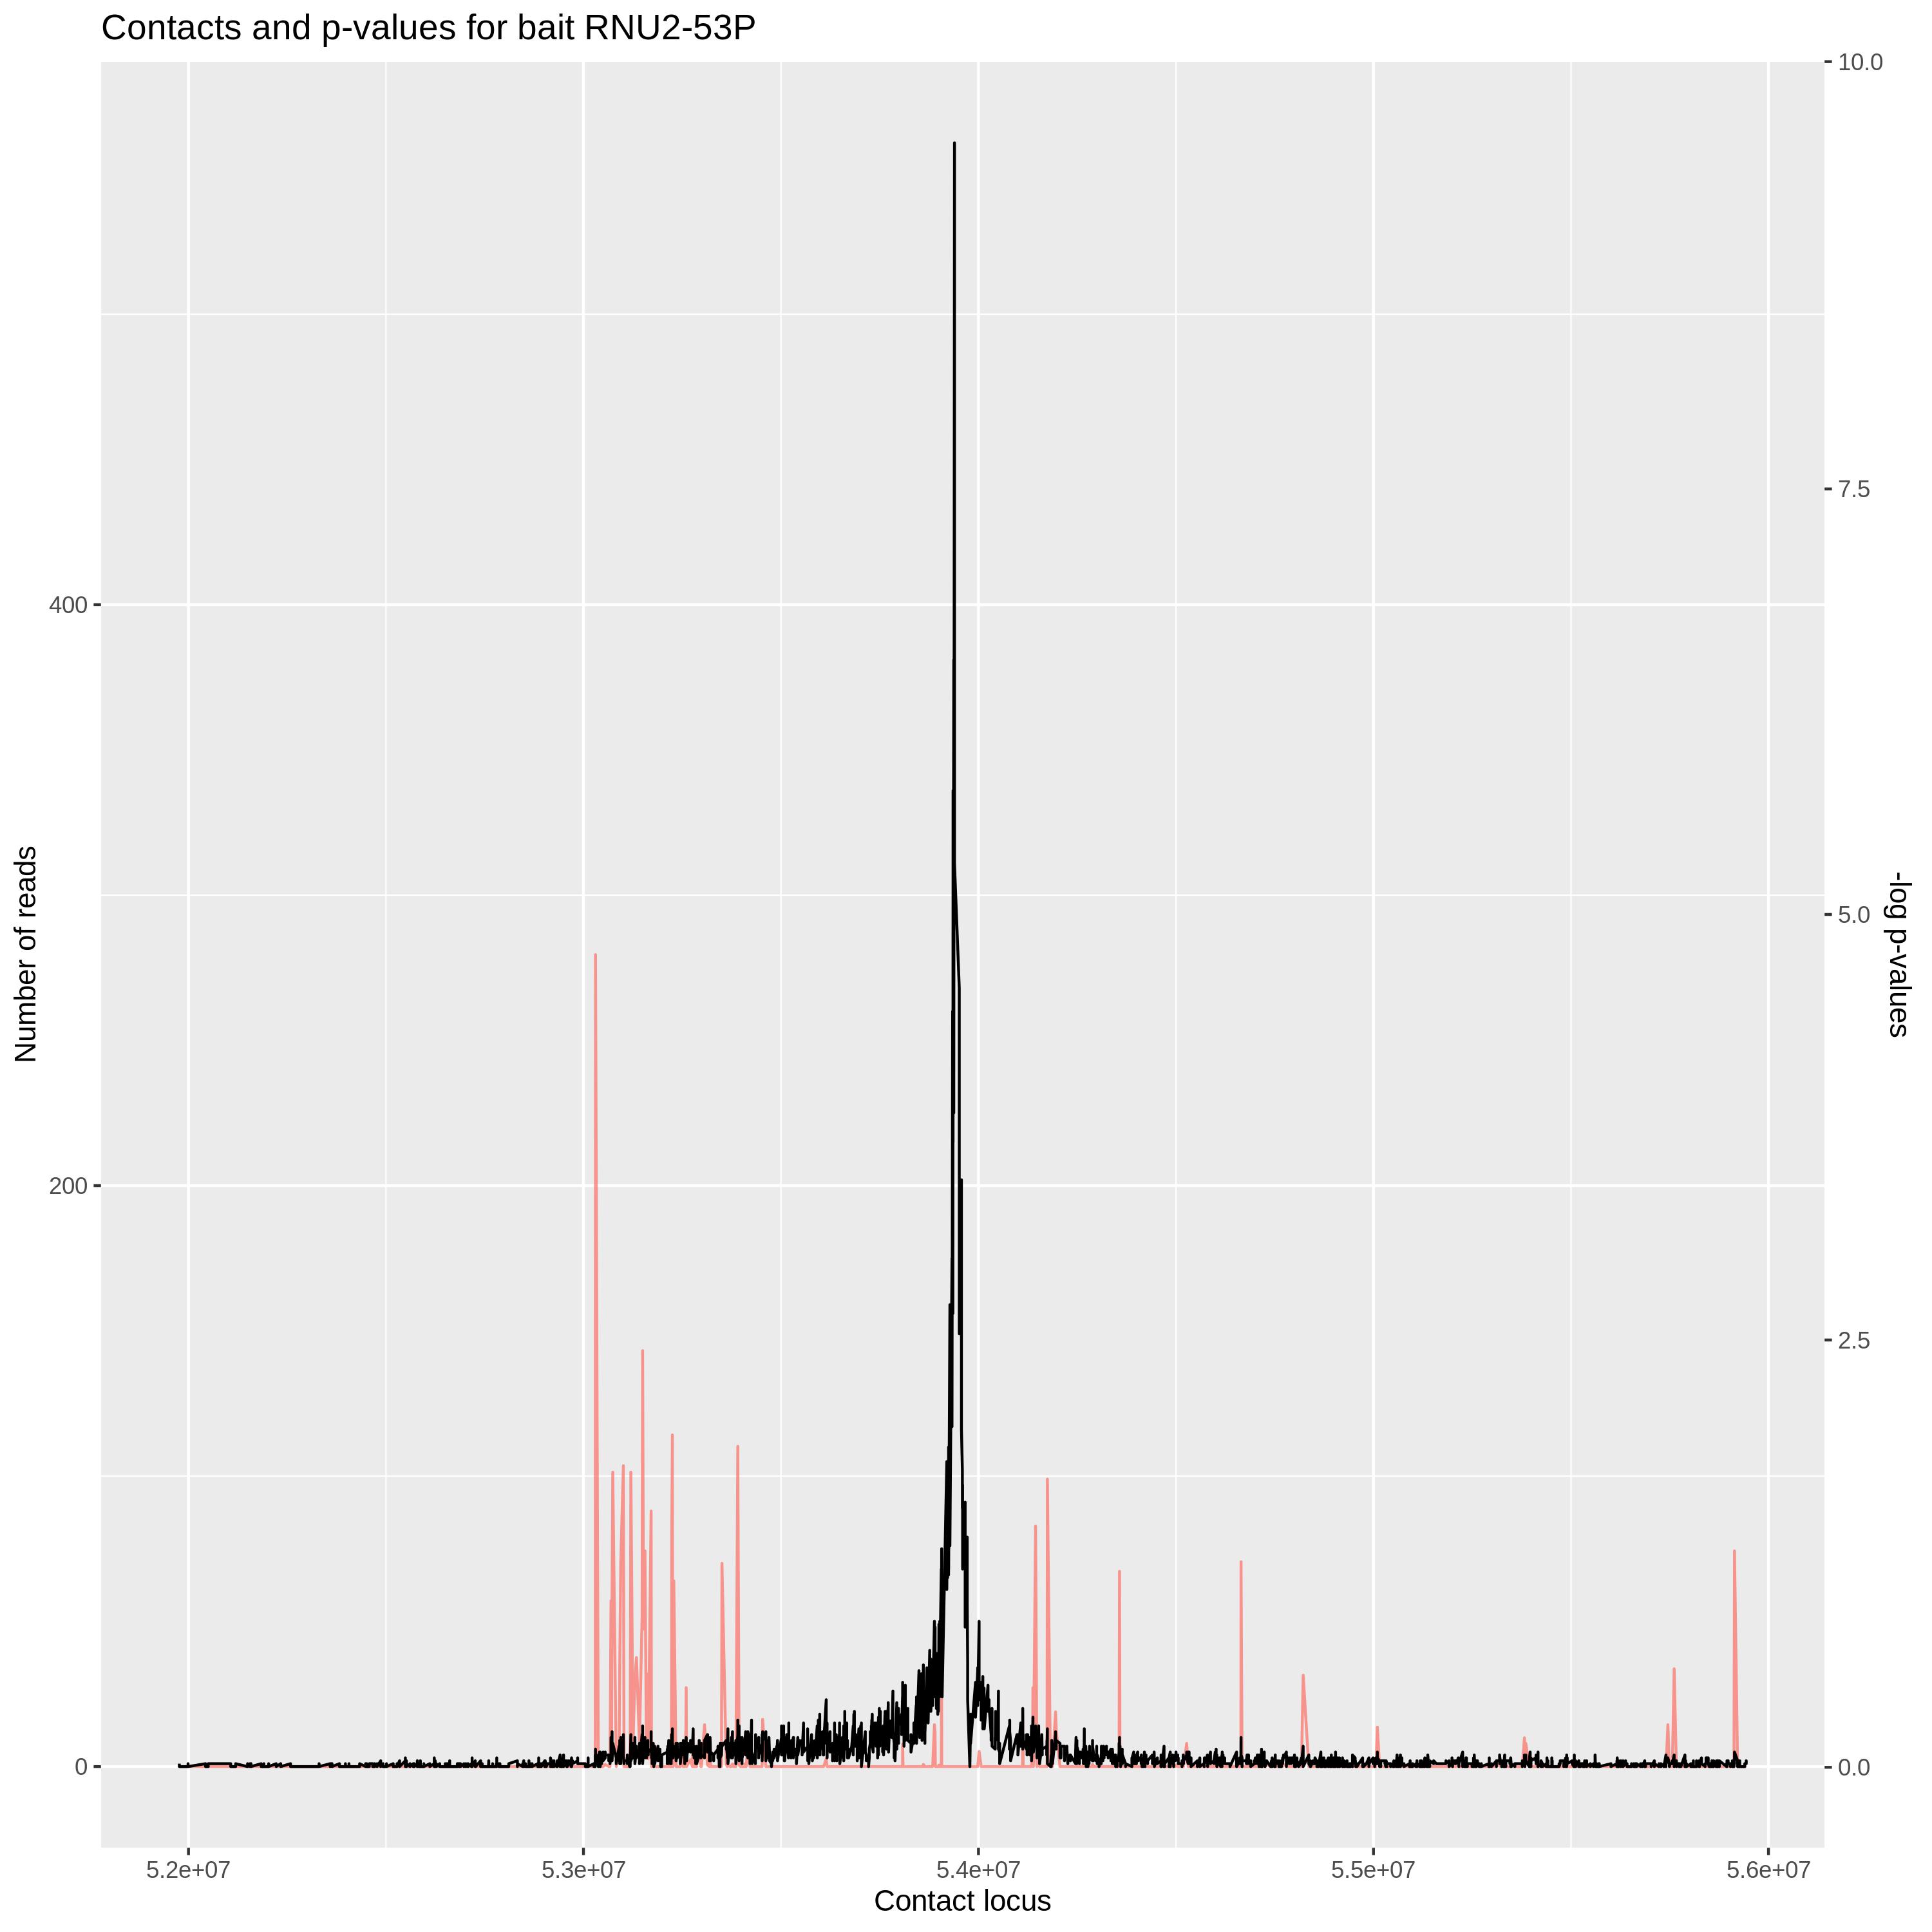 Contacts and p-values for bait RNU2-53P
10.0
7.5
400
5.0
Number of reads
-log p-values
200
2.5
0
0.0
5.2e+07 5.3e+07 5.4e+07 5.5e+07 5.6e+07
Contact locus